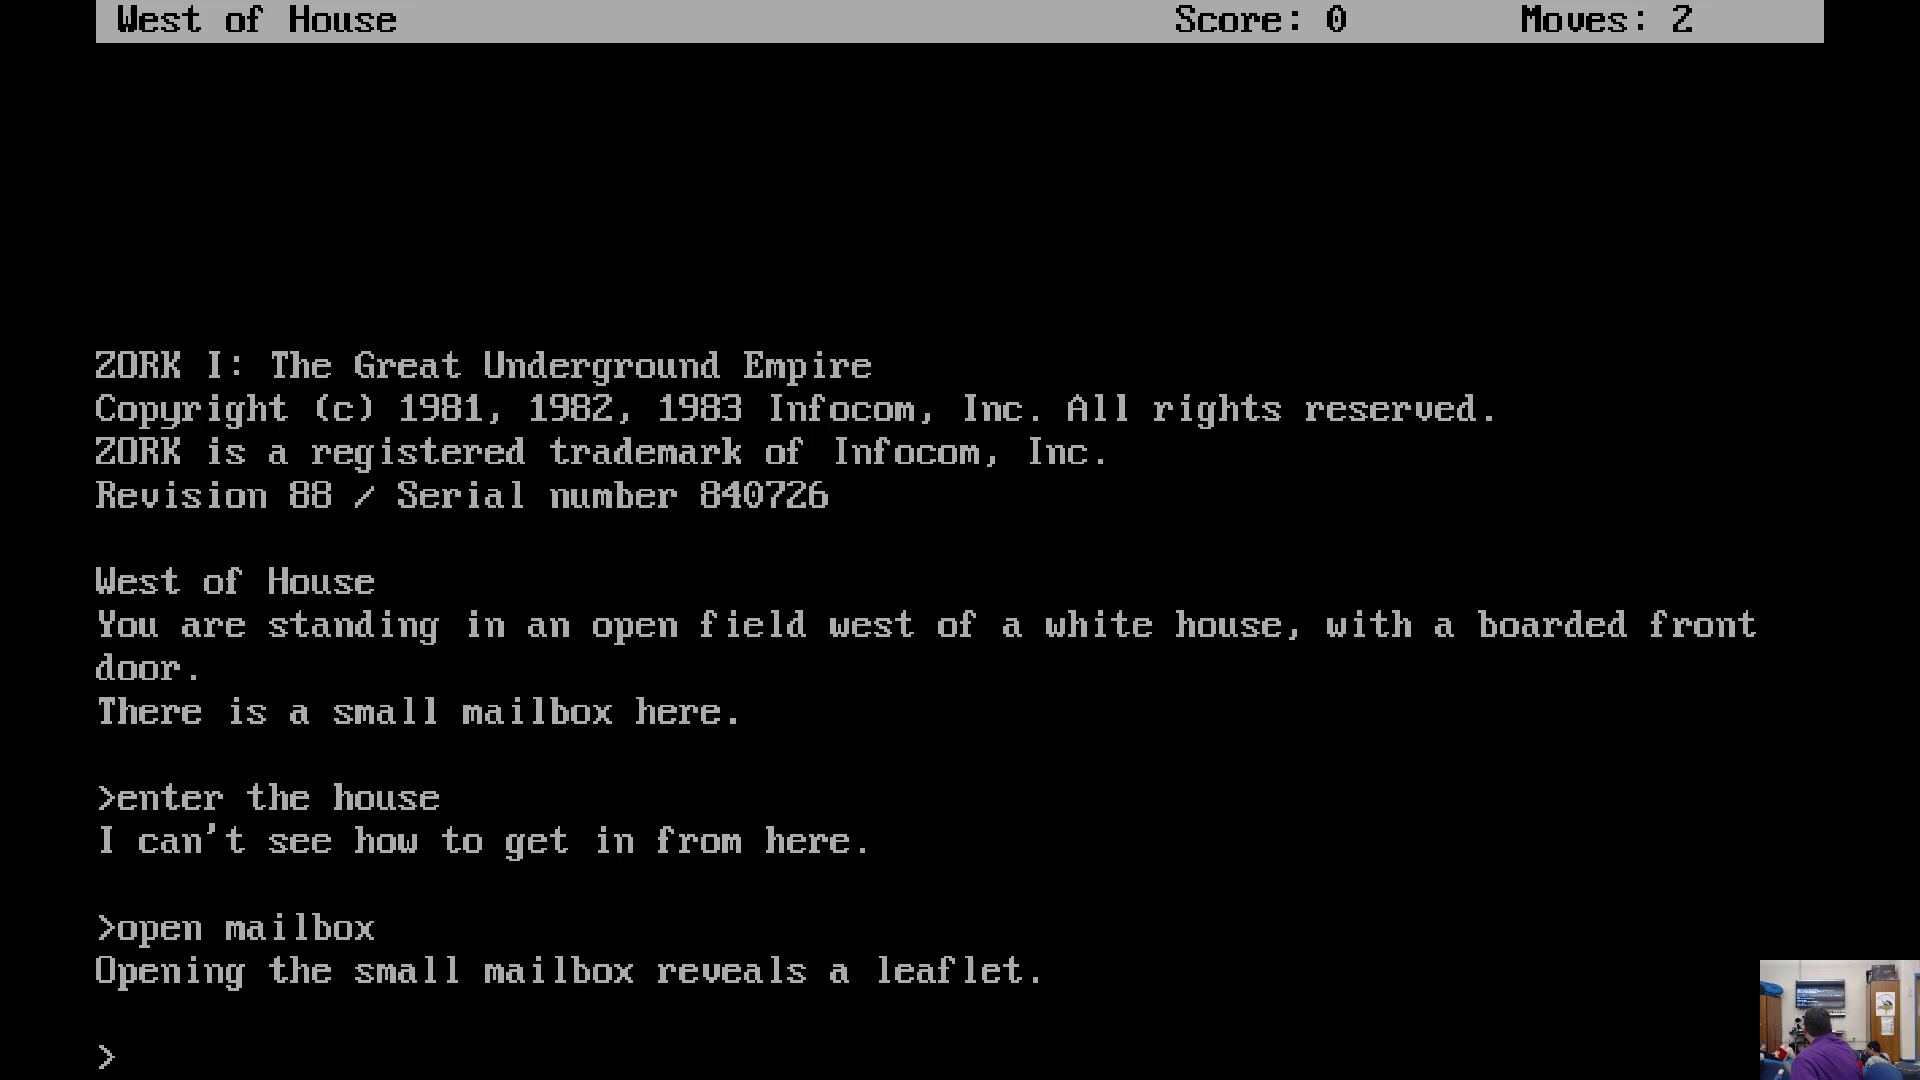 West of House Score: 0 Moves: 2
ZORK I: The Great Underground Empire
Copyright (c) 1981, 1982, 1983 Infocom, Inc. All rights reserved.
ZORK is a registered trademark of Infocom, Inc.
Revision 88 / Serial number 840726
West of House
You are standing in an open field west of a white house, with a boarded front
door.
There is a small mailbox here.
>enter the house
I can't see how to get in from here.
>open mailbox
Opening the small mailbox reveals a leaflet.
>